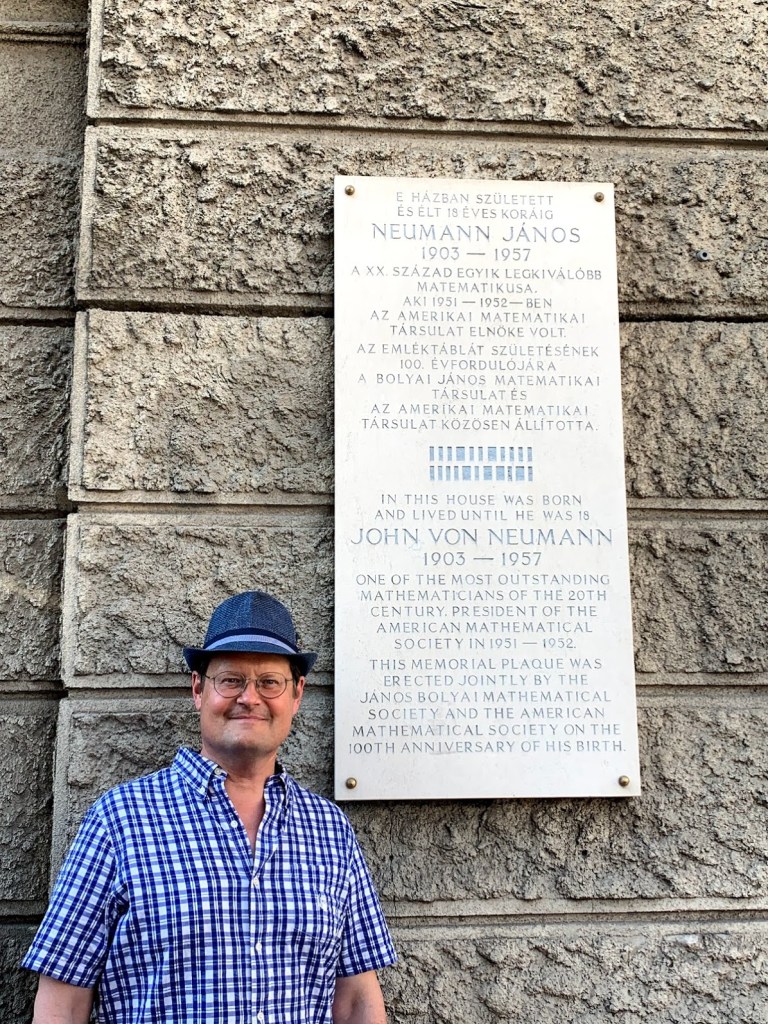 E HÁZBAN SZÜLETETT
ÉS ÉLT 18 ÉVES KORÁIG
NEUMANN JÁNOS
1903 — 1957
A XX. SZÁZAD EGYIK LEGKIVÁLÓBB
MATEMATIKUSA,
AKI 1951 — 1952 — BEN
AZ AMERIKAI MATEMATIKAI
TÁRSULAT ELNÖKE VOLT.
AZ EMLÉKTÁBLÁT SZÜLETÉSÉNEK
100. ÉVFORDULÓJÁRA
A BOLYAI JÁNOS MATEMATIKAI
TÁRSULAT ÉS
AZ AMERIKAI MATEMATIKAI
TÁRSULAT KÖZÖSEN ÁLLÍTOTTA.
IN THIS HOUSE WAS BORN
AND LIVED UNTIL HE WAS 18
JOHN VON NEUMANN
1903 — 1957
ONE OF THE MOST OUTSTANDING
MATHEMATICIANS OF THE 20TH
CENTURY. PRESIDENT OF THE
AMERICAN MATHEMATICAL
SOCIETY IN 1951 — 1952.
THIS MEMORIAL PLAQUE WAS
ERECTED JOINTLY BY THE
JÁNOS BOLYAI MATHEMATICAL
SOCIETY AND THE AMERICAN
MATHEMATICAL SOCIETY ON THE
100TH ANNIVERSARY OF HIS BIRTH.